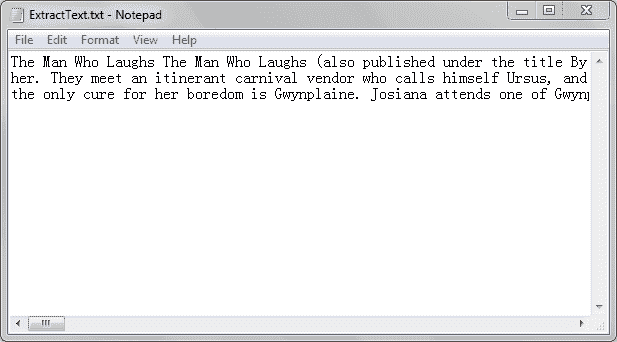 ExtractText.txt - Notepad
File Edit Format View Help
The Man Who Laughs The Man Who Laughs (also published under the title By
her. They meet an itinerant carnival vendor who calls himself Ursus, and
the only cure for her boredom is Gwynplaine. Josiana attends one of